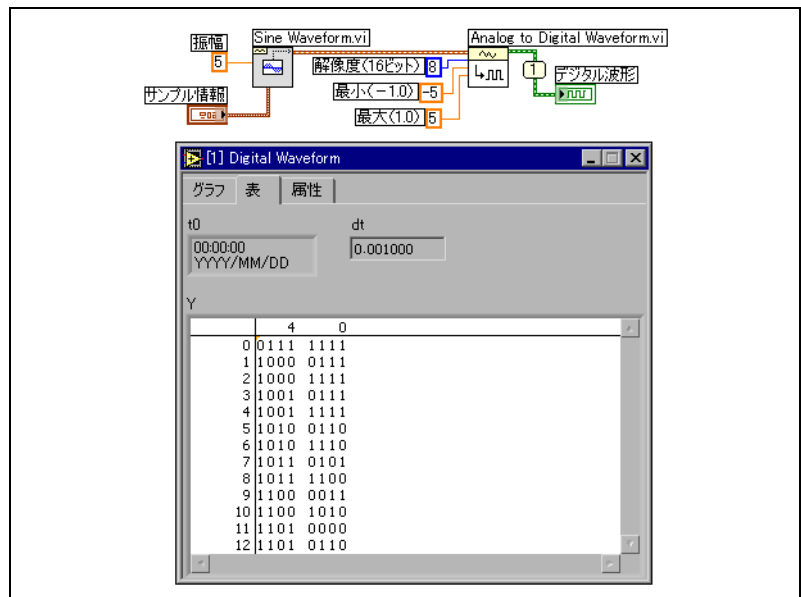 振幅 Sine Waveform.vi Analog to Digital Waveform.vi
5 解像度(16ビット) 8 1 デジタル波形
サンプル情報 最小(-1.0) -5
最大(1.0) 5
[1] Digital Waveform
グラフ 表 属性
t0 dt
00:00:00 0.001000
YYYY/MM/DD
Y
4 0
0 0111 1111
1 1000 0111
2 1000 1111
3 1001 0111
4 1001 1111
5 1010 0110
6 1010 1110
7 1011 0101
8 1011 1100
9 1100 0011
10 1100 1010
11 1101 0000
12 1101 0110